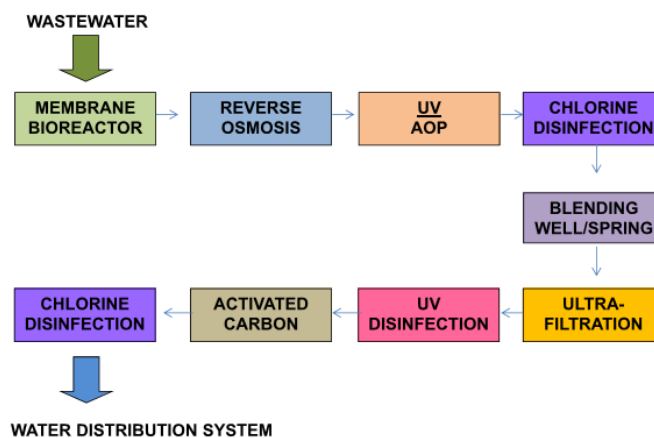 WASTEWATER
MEMBRANE
BIOREACTOR
REVERSE
OSMOSIS
UV
AOP
CHLORINE
DISINFECTION
BLENDING
WELL/SPRING
ULTRA-
FILTRATION
UV
DISINFECTION
ACTIVATED
CARBON
CHLORINE
DISINFECTION
WATER DISTRIBUTION SYSTEM